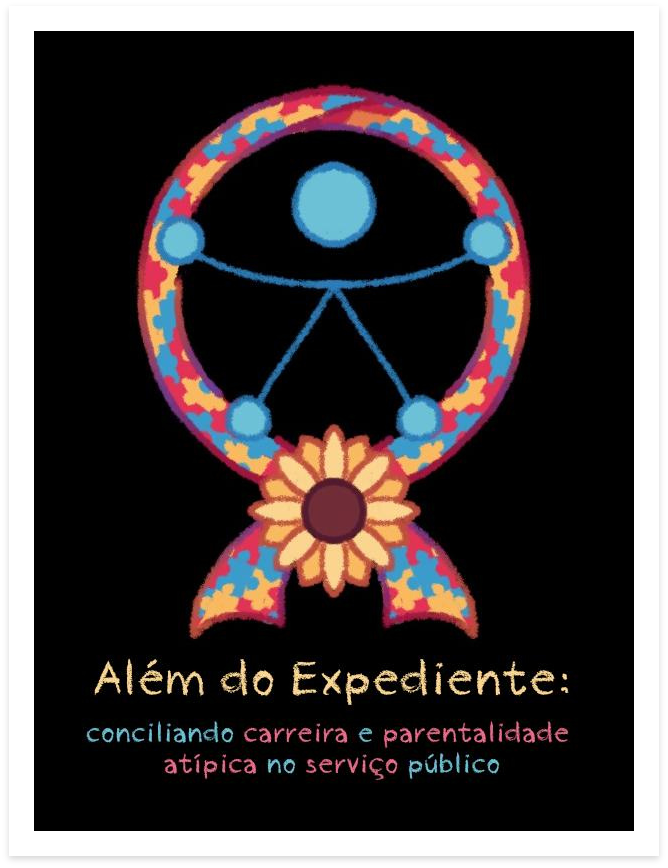 Além do Expediente:
conciliando carreira e parentalidade
atípica no serviço público